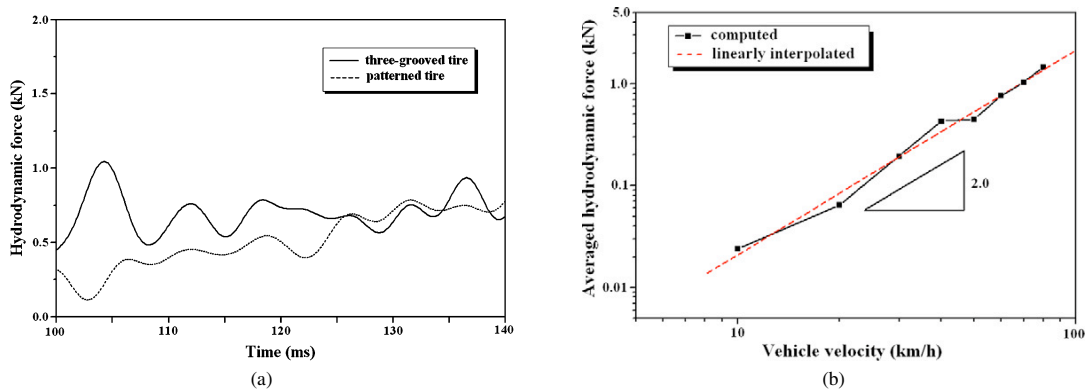 2.0
1.5
1.0
0.5
0.0
Hydrodynamic force (kN)
three-grooved tire
patterned tire
100
110
120
130
140
Time (ms)
(a)
1.0
0.1
0.01
Averaged hydrodynamic force (kN)
computed
linearly interpolated
2.0
10
100
Vehicle velocity (km/h)
(b)